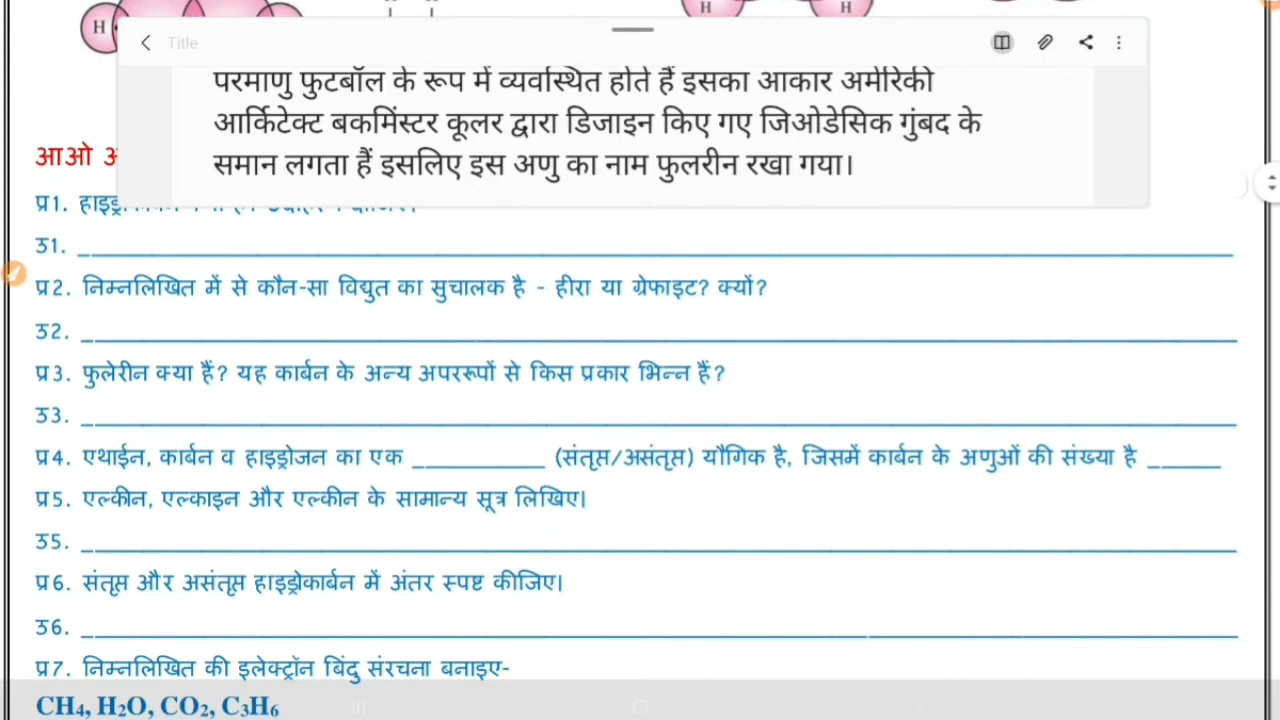 H
H
H
Title
परमाणु फुटबॉल के रूप में व्यवस्थित होते हैं इसका आकार अमेरिकी
आर्किटेक्ट बकमिंस्टर कूलर द्वारा डिजाइन किए गए जिओडेसिक गुंबद के
समान लगता हैं इसलिए इस अणु का नाम फुलरीन रखा गया।
आओ
प्र1.
उ1.
प्र2. निम्नलिखित में से कौन-सा विद्युत का सुचालक है - हीरा या ग्रेफाइट? क्यों?
उ2.
प्र3. फुलेरीन क्या हैं? यह कार्बन के अन्य अपररूपों से किस प्रकार भिन्न हैं?
उ3.
प्र4. एथाईन, कार्बन व हाइड्रोजन का एक __________ (संतृप्त/असंतृप्त) यौगिक है, जिसमें कार्बन के अणुओं की संख्या है ______
प्र5. एल्कीन, एल्काइन और एल्कीन के सामान्य सूत्र लिखिए।
उ5.
प्र6. संतृप्त और असंतृप्त हाइड्रोकार्बन में अंतर स्पष्ट कीजिए।
उ6.
प्र7. निम्नलिखित की इलेक्ट्रॉन बिंदु संरचना बनाइए-
CH4, H2O, CO2, C3H6